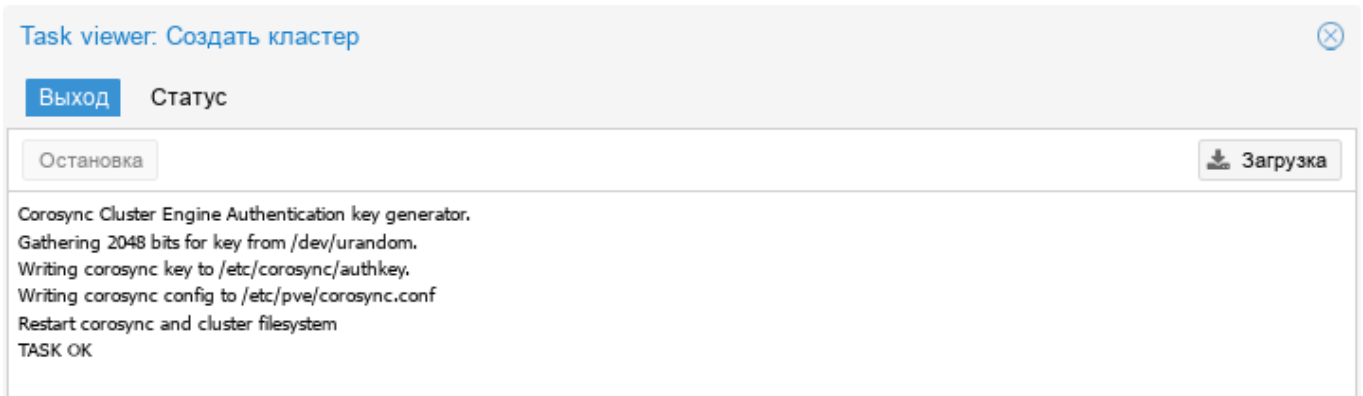 Task viewer: Создать кластер
Выход Статус
Остановка Загрузка
Corosync Cluster Engine Authentication key generator.
Gathering 2048 bits for key from /dev/urandom.
Writing corosync key to /etc/corosync/authkey.
Writing corosync config to /etc/pve/corosync.conf
Restart corosync and cluster filesystem
TASK OK